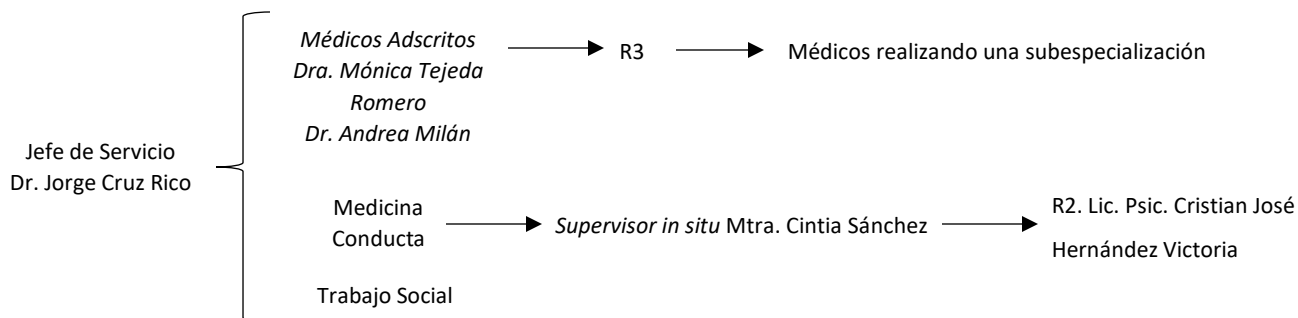 Médicos Adscritos
Dra. Mónica Tejeda
Romero
Dr. Andrea Milán
R3
Médicos realizando una subespecialización
Jefe de Servicio
Dr. Jorge Cruz Rico
Medicina
Conducta
Supervisor in situ Mtra. Cintia Sánchez
R2. Lic. Psic. Cristian José
Hernández Victoria
Trabajo Social